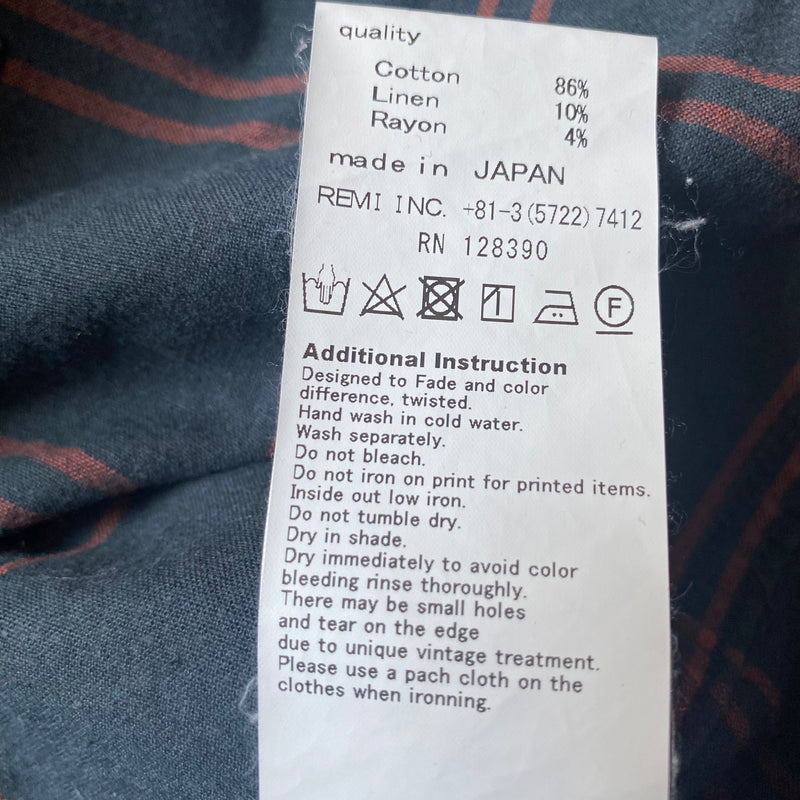 quality
Cotton 86%
Linen 10%
Rayon 4%
made in JAPAN
REMI INC. +81-3(5722)7412
RN 128390
F
Additional Instruction
Designed to Fade and color
difference, twisted.
Hand wash in cold water.
Wash separately.
Do not bleach.
Do not iron on print for printed items.
Inside out low iron.
Do not tumble dry.
Dry in shade.
Dry immediately to avoid color
bleeding rinse thoroughly.
There may be small holes
and tear on the edge
due to unique vintage treatment.
Please use a pach cloth on the
clothes when ironning.